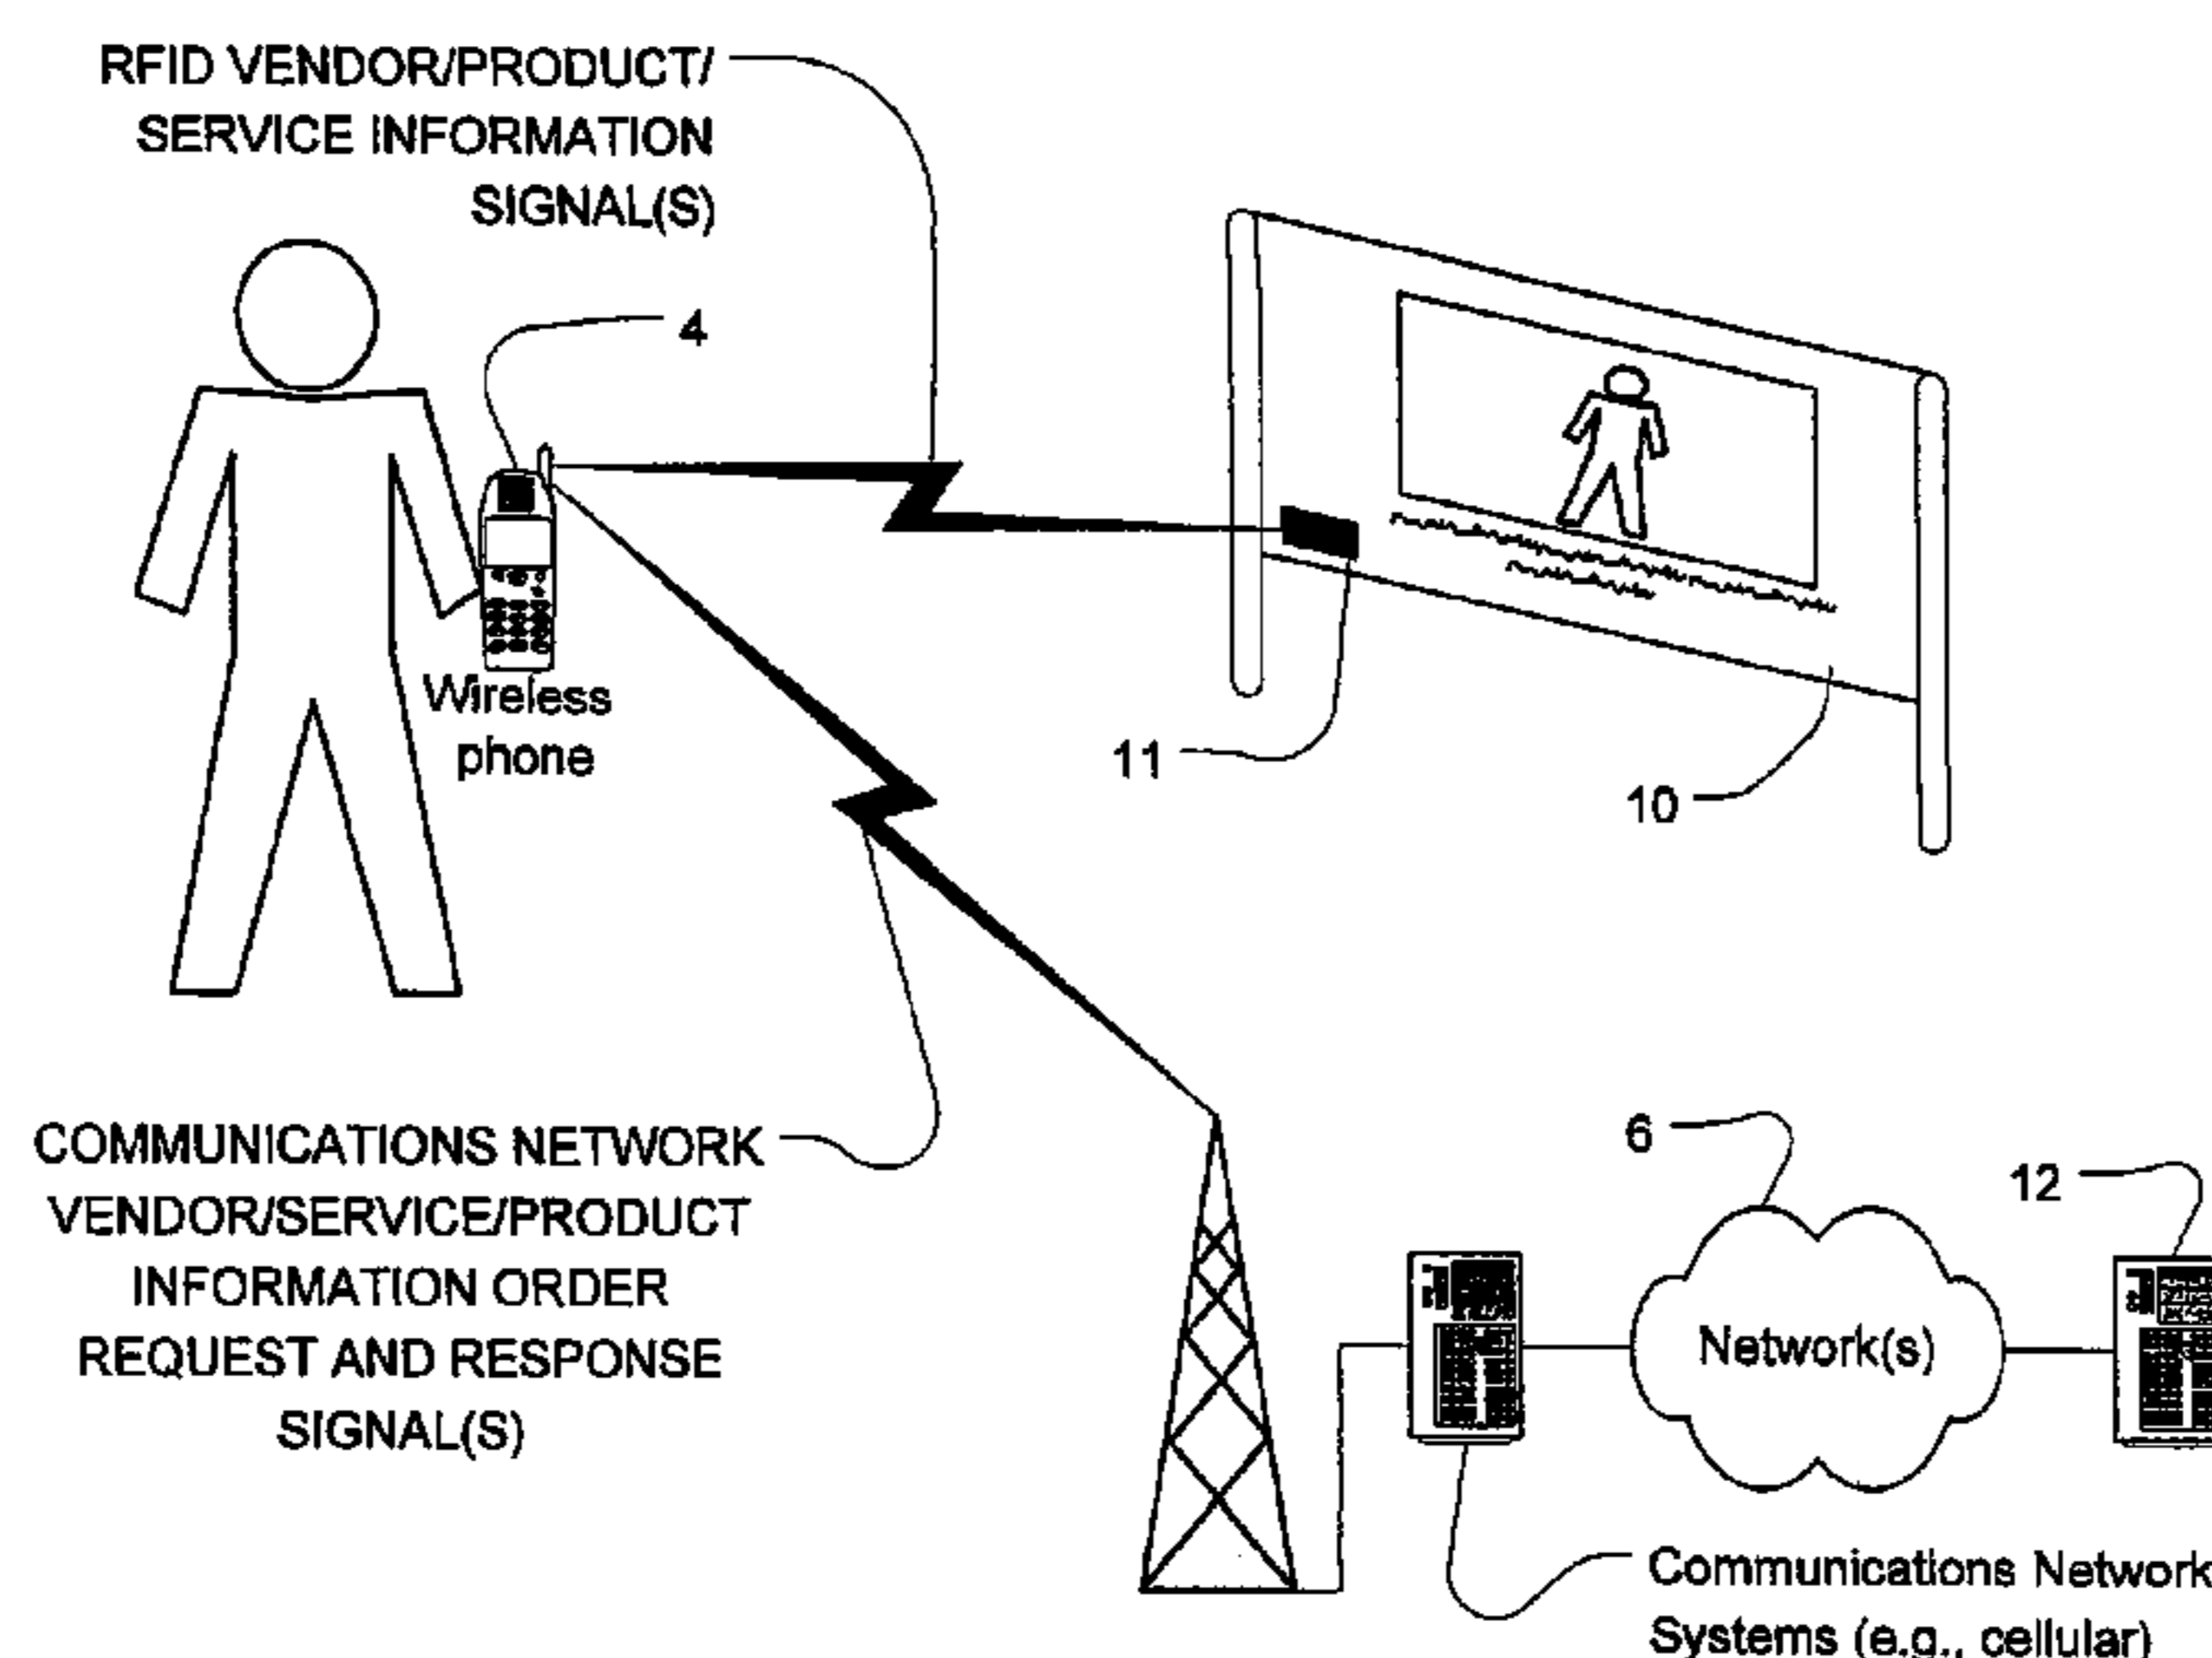 RFID VENDOR/PRODUCT/
SERVICE INFORMATION
SIGNAL(S)
4
Wireless
phone
11
10
COMMUNICATIONS NETWORK
VENDOR/SERVICE/PRODUCT
INFORMATION ORDER
REQUEST AND RESPONSE
SIGNAL(S)
6
12
Network(s)
Communications Network
Systems (e.g., cellular)